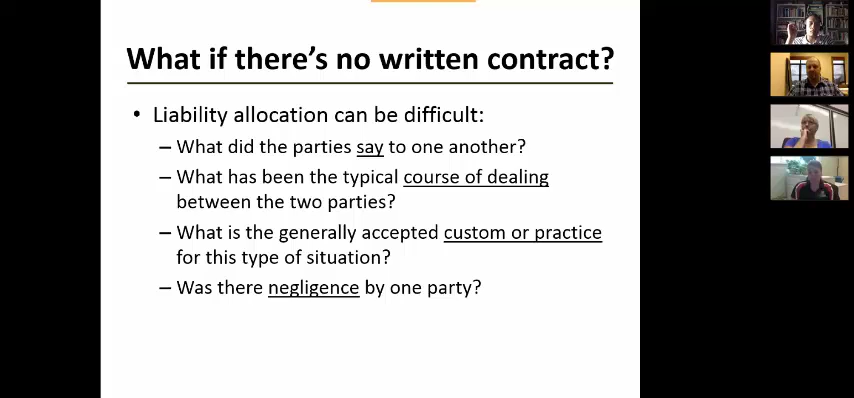 What if there's no written contract?
• Liability allocation can be difficult:
– What did the parties say to one another?
– What has been the typical course of dealing
between the two parties?
– What is the generally accepted custom or practice
for this type of situation?
– Was there negligence by one party?